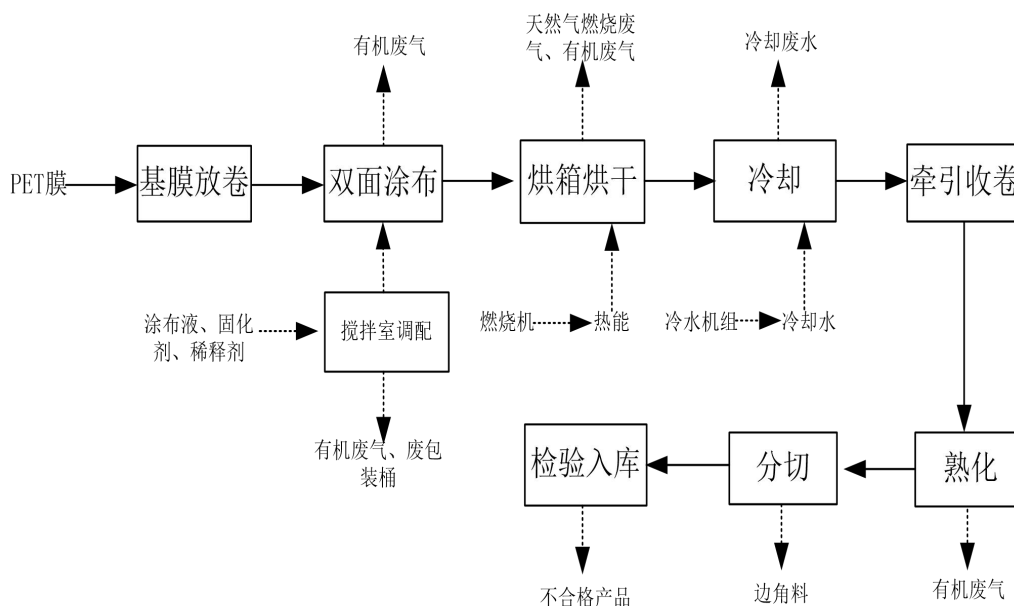 有机废气
天然气燃烧废
气、有机废气
冷却废水
PET膜
基膜放卷
双面涂布
烘箱烘干
冷却
牵引收卷
涂布液、固化
剂、稀释剂
搅拌室调配
燃烧机
热能
冷水机组
冷却水
有机废气、废包
装桶
检验入库
分切
熟化
不合格产品
边角料
有机废气